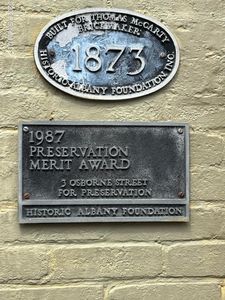 BUILT FOR THOMAS McCARTY
BRICKMAKER
1873
HISTORIC ALBANY FOUNDATION, INC.
1987
PRESERVATION
MERIT AWARD
3 OSBORNE STREET
FOR PRESERVATION
HISTORIC ALBANY FOUNDATION